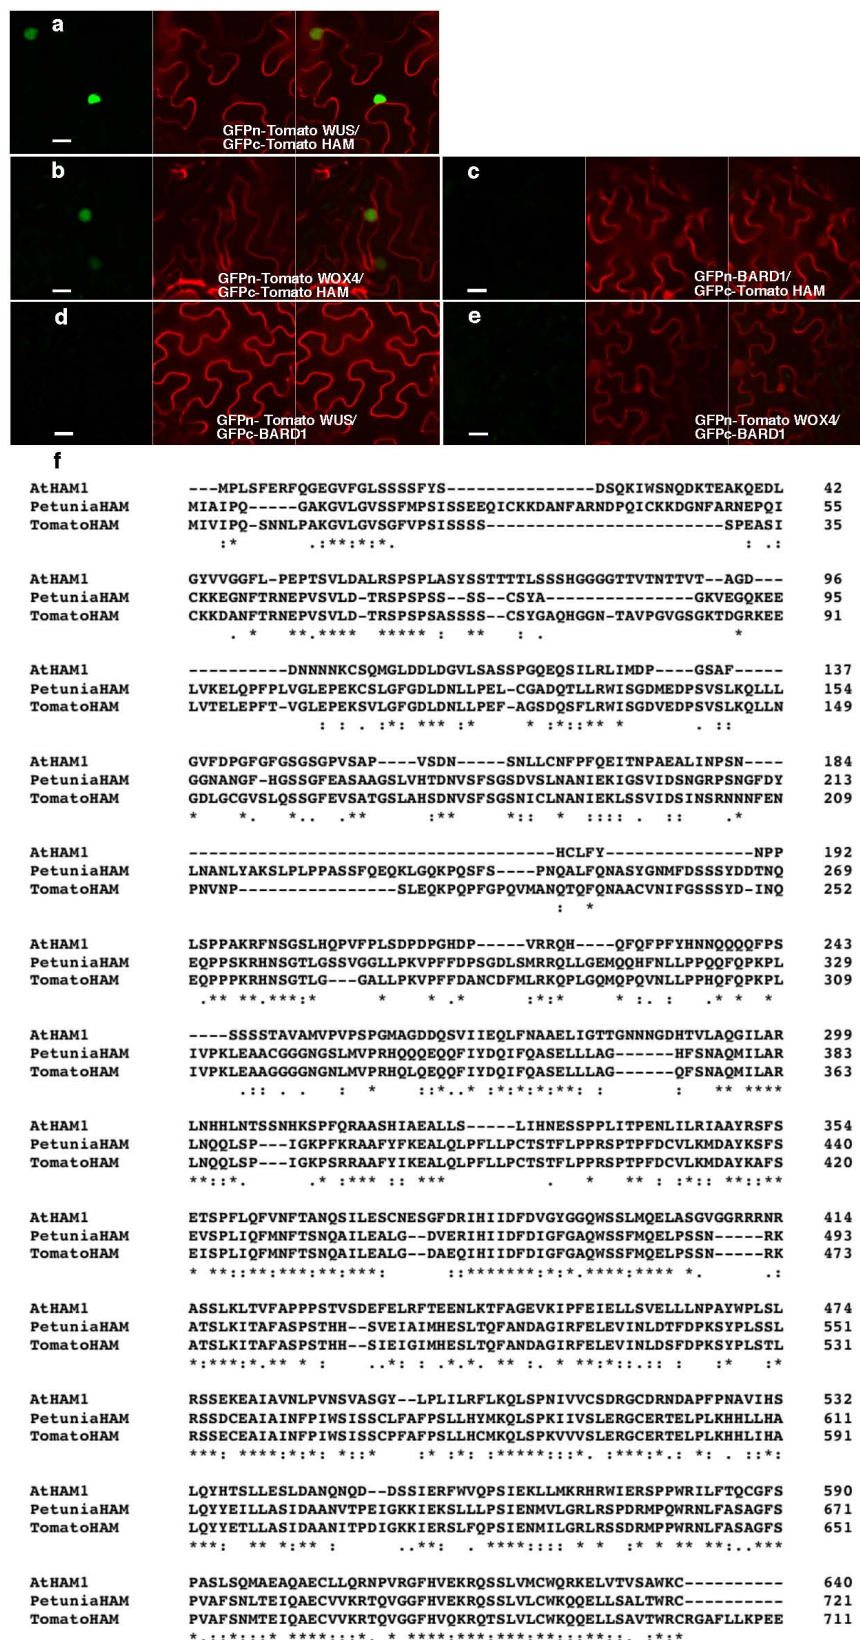 a
GFPn-Tomato WUS/
GFPc-Tomato HAM
b
GFPn-Tomato WOX4/
GFPc-Tomato HAM
c
GFPn-BARD1/
GFPc-Tomato HAM
d
GFPn- Tomato WUS/
GFPc-BARD1
e
GFPn-Tomato WOX4/
GFPc-BARD1
f
AtHAM1 ---MPLSFERFQGEGVFGLSSSSFYS---------------DSQKIWSNQDKTEAKQEDL 42
PetuniaHAM MIAIPQ-----GAKGVLGVSSFMPSISSEEQICKKDANFARNDPQICKKDGNFARNEPQI 55
TomatoHAM MIVIPQ-SNNLPAKGVLGVSGFVPSISSSS------------------------SPEASI 35
:* .:**:*:*. : .:
AtHAM1 GYVVGGFL-PEPTSVLDALRSPSPLASYSSTTTTLSSSHGGGGTTVTNTTVT--AGD--- 96
PetuniaHAM CKKEGNFTRNEPVSVLD-TRSPSPSS--SS--CSYA---------------GKVEGQKEE 95
TomatoHAM CKKDANFTRNEPVSVLD-TRSPSPSASSSS--CSYGAQHGGN-TAVPGVGSGKTDGRKEE 91
. * **.**** ***** : ** : . *
AtHAM1 ----------DNNNNKCSQMGLDDLDGVLSASSPGQEQSILRLIMDP----GSAF----- 137
PetuniaHAM LVKELQPFPLVGLEPEKCSLGFGDLDNLLPEL-CGADQTLLRWISGDMEDPSVSLKQLLL 154
TomatoHAM LVTELEPFT-VGLEPEKSVLGFGDLDNLLPEF-AGSDQSFLRWISGDVEDPSVSLKQLLN 149
: : . :*: *** :* * :*::** * . ::
AtHAM1 GVFDPGFGFGSGSGPVSAP----VSDN-----SNLLCNFPFQEITNPAEALINPSN---- 184
PetuniaHAM GGNANGF-HGSSGFEASAAGSLVHTDNVSFSGSDVSLNANIEKIGSVIDSNGRPSNGFDY 213
TomatoHAM GDLGCGVSLQSSGFEVSATGSLAHSDNVSFSGSNICLNANIEKLSSVIDSINSRNNNFEN 209
* *. *.. .** :** *:: * :::: . :: .*
AtHAM1 -------------------------------------HCLFY---------------NPP 192
PetuniaHAM LNANLYAKSLPLPPASSFQEQKLGQKPQSFS----PNQALFQNASYGNMFDSSSYDDTNQ 269
TomatoHAM PNVNP----------------SLEQKPQPFGPQVMANQTQFQNAACVNIFGSSSYD-INQ 252
: *
AtHAM1 LSPPAKRFNSGSLHQPVFPLSDPDPGHDP-----VRRQH----QFQFPFYHNNQQQQFPS 243
PetuniaHAM EQPPSKRHNSGTLGSSVGGLLPKVPFFDPSGDLSMRRQLLGEMQQHFNLLPPQQFQPKPL 329
TomatoHAM EQPPPKRHNSGTLG---GALLPKVPFFDANCDFMLRKQPLGQMQPQVNLLPPHQFQPKPL 309
.** **.***:* * * .* :*:* * :. : .* * *
AtHAM1 ----SSSSTAVAMVPVPSPGMAGDDQSVIIEQLFNAAELIGTTGNNNGDHTVLAQGILAR 299
PetuniaHAM IVPKLEAACGGGNGSLMVPRHQQQEQQFIYDQIFQASELLLAG------HFSNAQMILAR 383
TomatoHAM IVPKLEAAGGGGNGNLMVPRHQLQEQQFIYDQIFQASELLLAG------QFSNAQMILAR 363
.:: . . : * ::*..* :*:*:*:**: : : ** ****
AtHAM1 LNHHLNTSSNHKSPFQRAASHIAEALLS-----LIHNESSPPLITPENLILRIAAYRSFS 354
PetuniaHAM LNQQLSP---IGKPFKRAAFYFKEALQLPFLLPCTSTFLPPRSPTPFDCVLKMDAYKSFS 440
TomatoHAM LNQQLSP---IGKPSRRAAFYIKEALQLPFLLPCTSTFLPPRSPTPFDCVLKMDAYKAFS 420
**::*. .* :*** :: *** . * ** : :*:: **::**
AtHAM1 ETSPFLQFVNFTANQSILESCNESGFDRIHIIDFDVGYGGQWSSLMQELASGVGGRRRNR 414
PetuniaHAM EVSPLIQFMNFTSNQAILEALG--DVERIHIIDFDIGFGAQWSSFMQELPSSN-----RK 493
TomatoHAM EISPLIQFMNFTSNQAILEALG--DAEQIHIIDFDIGFGAQWSSFMQELPSSN-----RK 473
* **::**:***:**:***: ::*******:*:*.****:**** *. .:
AtHAM1 ASSLKLTVFAPPPSTVSDEFELRFTEENLKTFAGEVKIPFEIELLSVELLLNPAYWPLSL 474
PetuniaHAM ATSLKITAFASPSTHH--SVEIAIMHESLTQFANDAGIRFELEVINLDTFDPKSYPLSSL 551
TomatoHAM ATSLKITAFASPSTHH--SIEIGIMHESLTQFANDAGIRFELEVINLDSFDPKSYPLSTL 531
*:***:*.** * : ..*: : .*.*. **.:. * **:*::.:: : :* :*
AtHAM1 RSSEKEAIAVNLPVNSVASGY--LPLILRFLKQLSPNIVVCSDRGCDRNDAPFPNAVIHS 532
PetuniaHAM RSSDCEAIAINFPIWSISSCLFAFPSLLHYMKQLSPKIIVSLERGCERTELPLKHHLLHA 611
TomatoHAM RSSECEAIAINFPIWSISSCPFAFPSLLHCMKQLSPKVVVSLERGCERTELPLKHHLIHA 591
***: ****:*:*: *::* :* :*: :*****::*. :***:*.: *: . ::*:
AtHAM1 LQYHTSLLESLDANQNQD--DSSIERFWVQPSIEKLLMKRHRWIERSPPWRILFTQCGFS 590
PetuniaHAM LQYYEILLASIDAANVTPEIGKKIEKSLLLPSIENMVLGRLRSPDRMPQWRNLFASAGFS 671
TomatoHAM LQYYETLLASIDAANITPDIGKKIERSLFQPSIENMILGRLRSSDRMPPWRNLFASAGFS 651
***: ** *:** : ..**: . ****:::: * * :* * ** **:..***
AtHAM1 PASLSQMAEAQAECLLQRNPVRGFHVEKRQSSLVMCWQRKELVTVSAWKC---------- 640
PetuniaHAM PVAFSNLTEIQAECVVKRTQVGGFHVEKRQSSLVLCWKQQELLSALTWRC---------- 721
TomatoHAM PVAFSNMTEIQAECVVKRTQVGGFHVQKRQTSLVLCWKQQELLSAVTWRCRGAFLLKPEE 711
*.::*::* ****:::*. * ****:***:***:**:::**::. :*:*